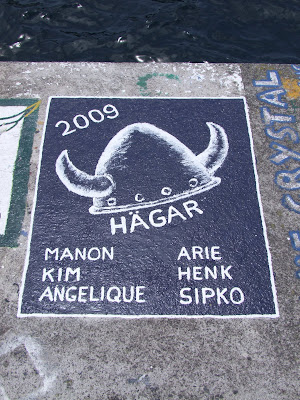 2009
HÄGAR
MANON ARIE
KIM HENK
ANGELIQUE SIPKO
CRYSTAL